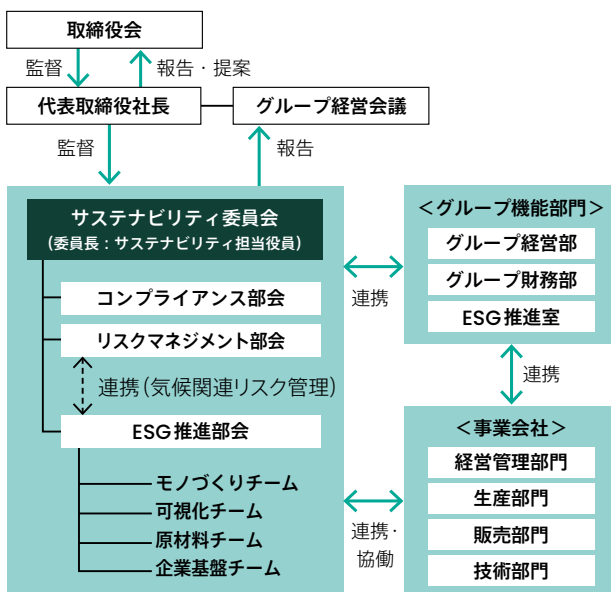 取締役会
監督
報告・提案
代表取締役社長
グループ経営会議
監督
報告
サステナビリティ委員会
(委員長：サステナビリティ担当役員)
コンプライアンス部会
リスクマネジメント部会
連携(気候関連リスク管理)
ESG推進部会
モノづくりチーム
可視化チーム
原材料チーム
企業基盤チーム
連携
＜グループ機能部門＞
グループ経営部
グループ財務部
ESG推進室
連携
連携・
協働
＜事業会社＞
経営管理部門
生産部門
販売部門
技術部門